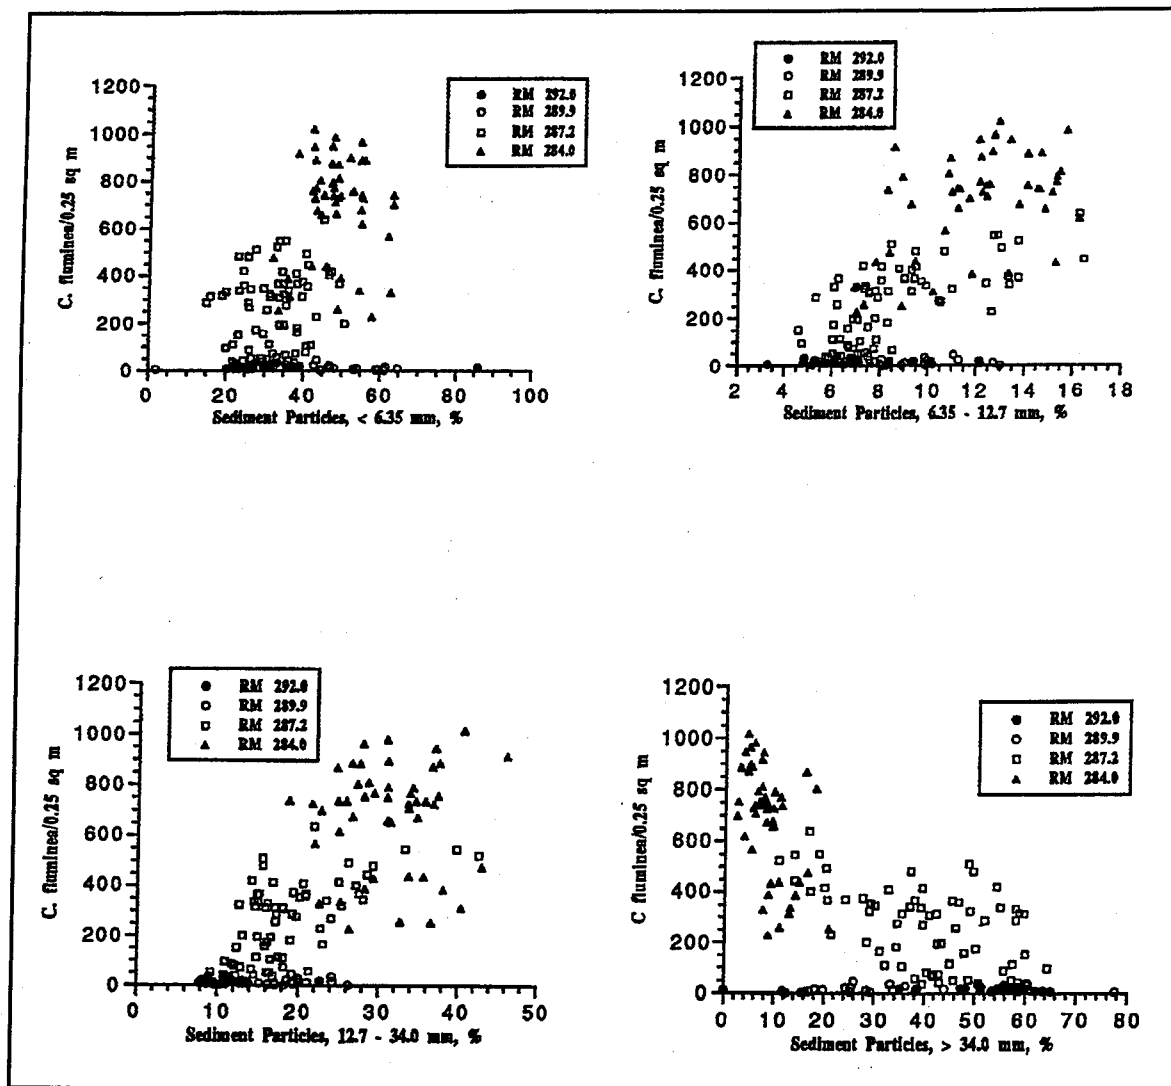 1200
1000
800
600
400
200
0
C. fluminea/0.25 sq m
RM 292.0
RM 289.9
RM 287.2
RM 284.0
0 20 40 60 80 100
Sediment Particles, < 6.35 mm, %
1200
1000
800
600
400
200
0
C. fluminea/0.25 sq m
RM 292.0
RM 289.9
RM 287.2
RM 284.0
2 4 6 8 10 12 14 16 18
Sediment Particles, 6.35 - 12.7 mm, %
1200
1000
800
600
400
200
0
C. fluminea/0.25 sq m
RM 292.0
RM 289.9
RM 287.2
RM 284.0
0 10 20 30 40 50
Sediment Particles, 12.7 - 34.0 mm, %
1200
1000
800
600
400
200
0
C fluminea/0.25 sq m
RM 292.0
RM 289.9
RM 287.2
RM 284.0
0 10 20 30 40 50 60 70 80
Sediment Particles, > 34.0 mm, %